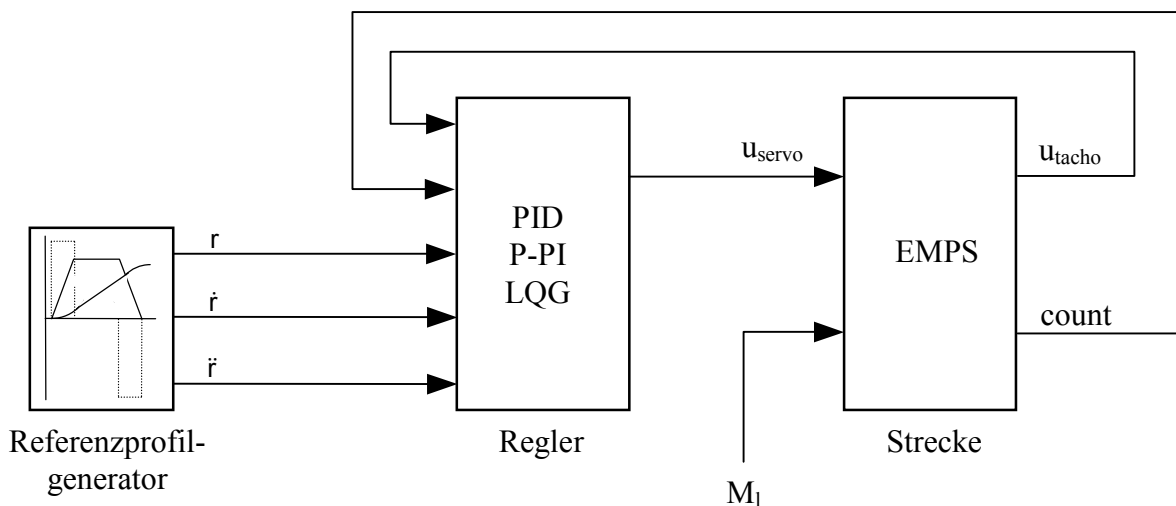 u_servo
u_tacho
PID
P-PI
LQG
EMPS
r
ṙ
r̈
count
Referenzprofil-
generator
Regler
Strecke
M_l